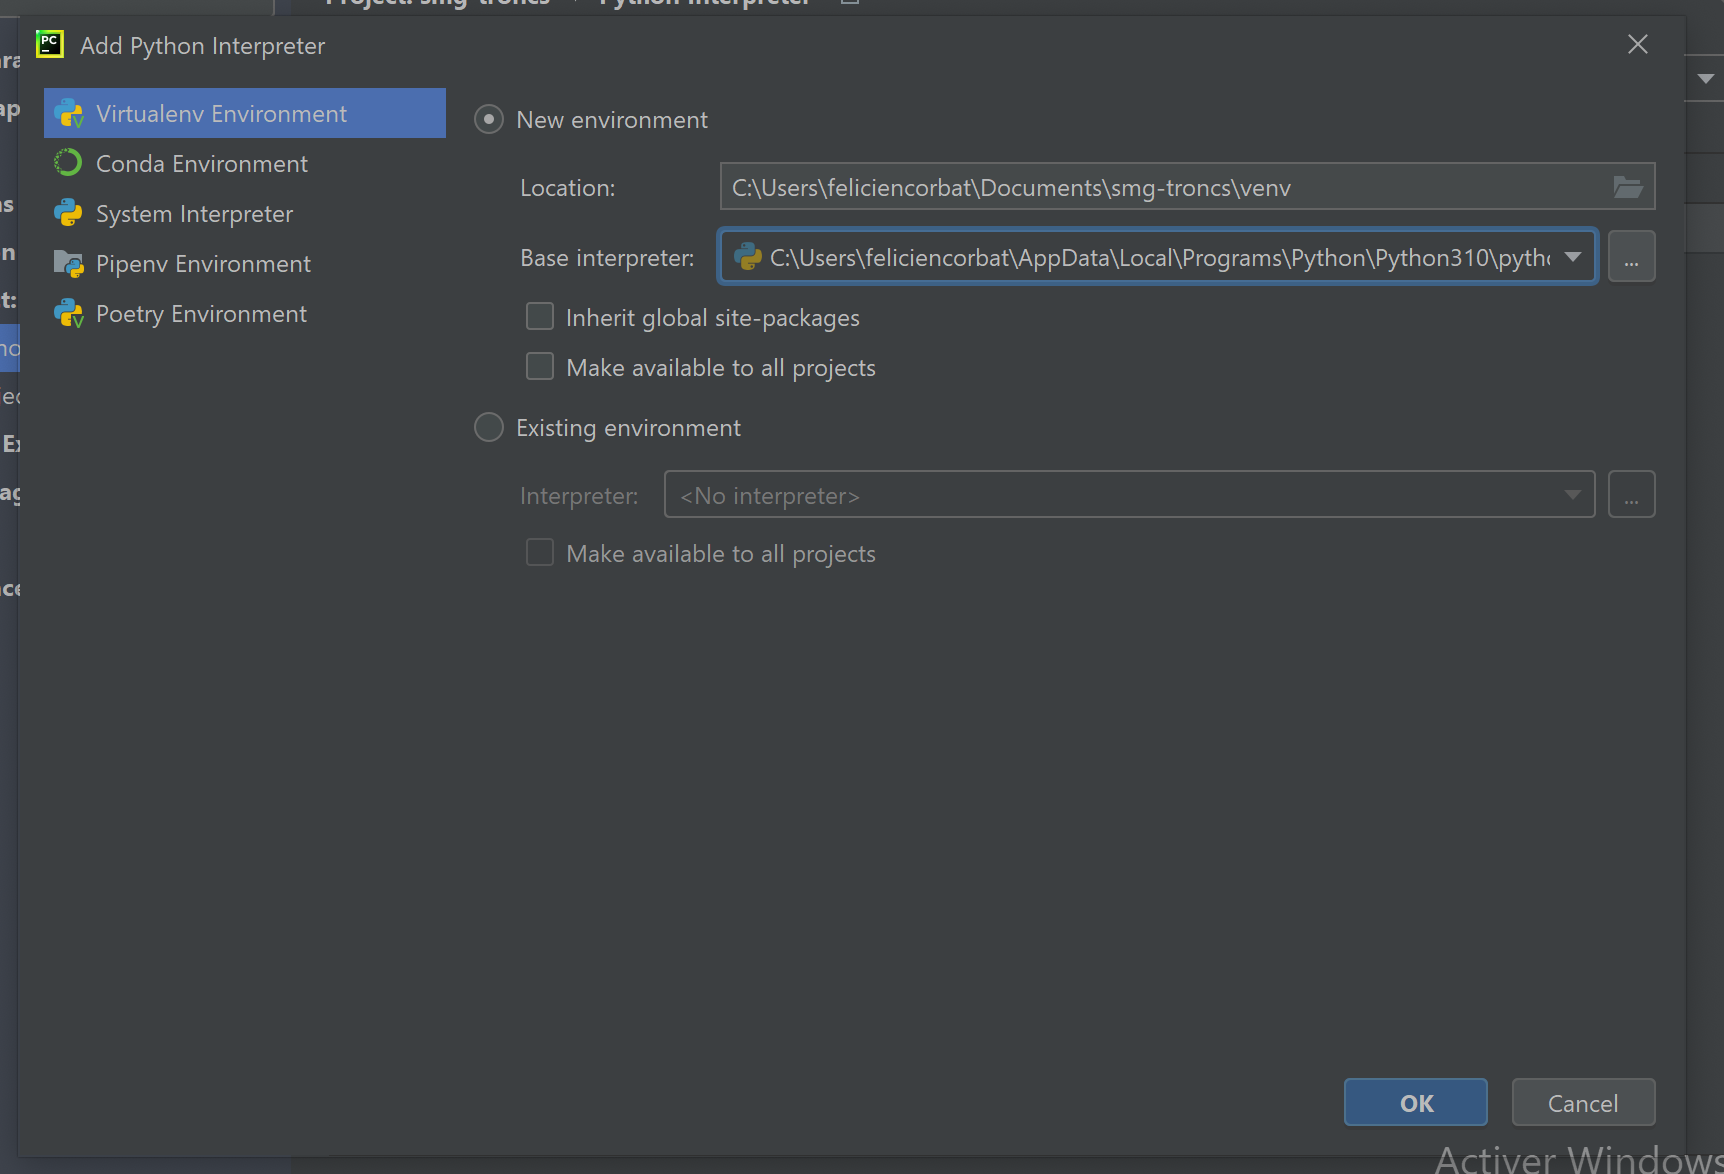 Project: smg-troncs › Python Interpreter
Add Python Interpreter
Virtualenv Environment
Conda Environment
System Interpreter
Pipenv Environment
Poetry Environment
New environment
Location: C:\Users\feliciencorbat\Documents\smg-troncs\venv
Base interpreter: C:\Users\feliciencorbat\AppData\Local\Programs\Python\Python310\pytho
...
Inherit global site-packages
Make available to all projects
Existing environment
Interpreter: <No interpreter>
...
Make available to all projects
OK
Cancel
Activer Windows